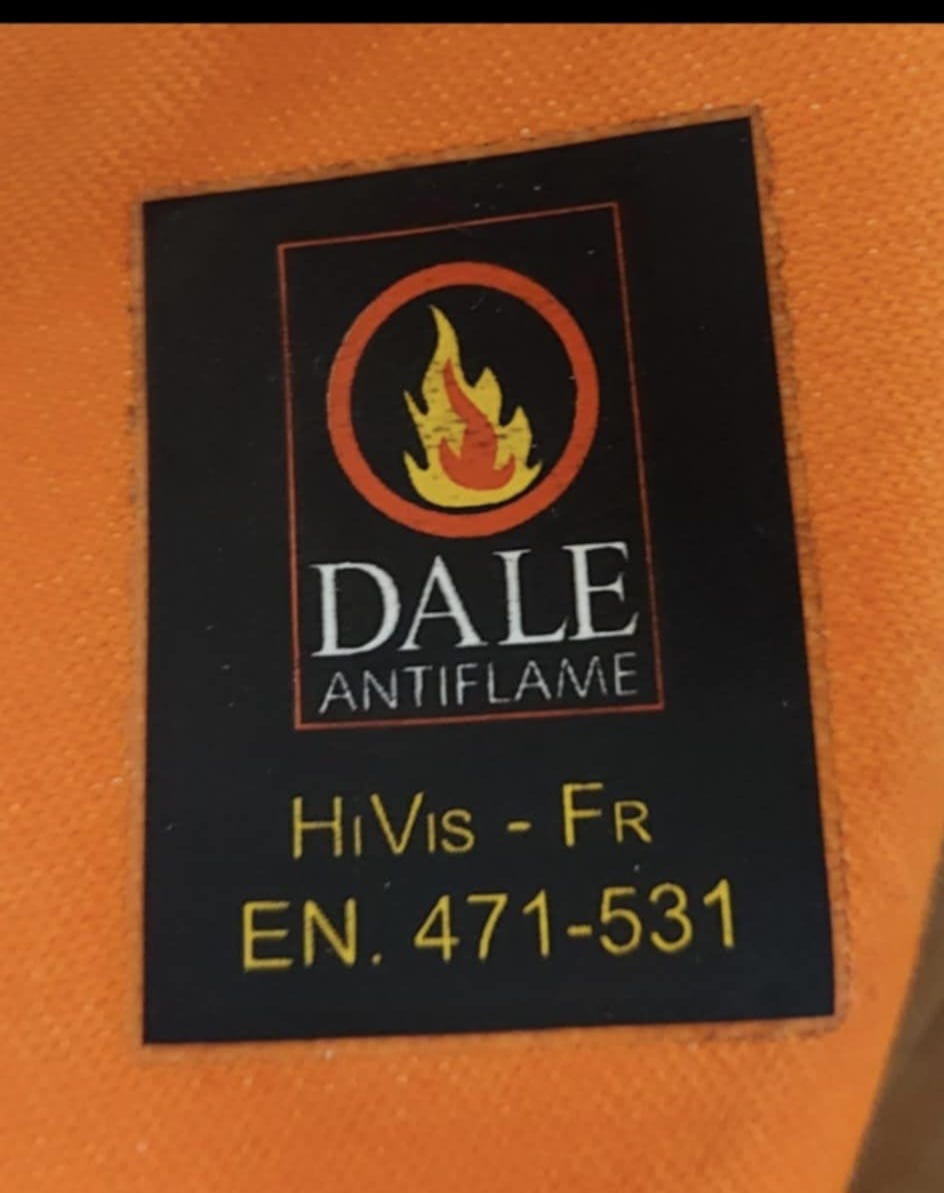 DALE
ANTIFLAME
HiVis - Fr
EN. 471-531